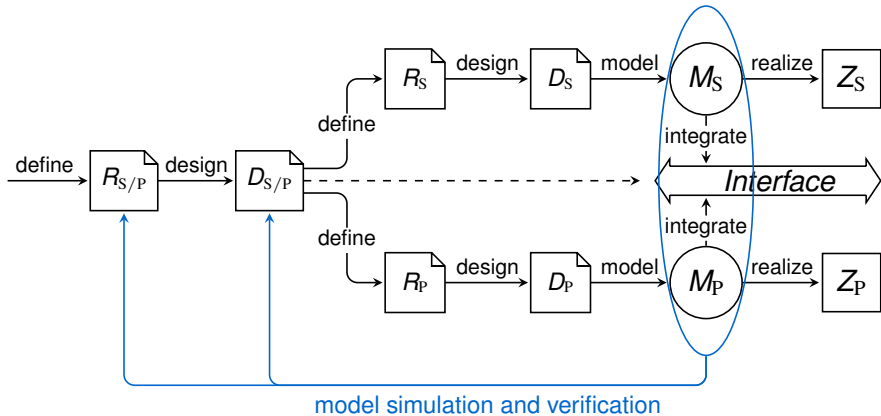 R_S
design
D_S
model
M_S
realize
Z_S
define
integrate
define
R_S/P
design
D_S/P
Interface
define
integrate
R_P
design
D_P
model
M_P
realize
Z_P
model simulation and verification